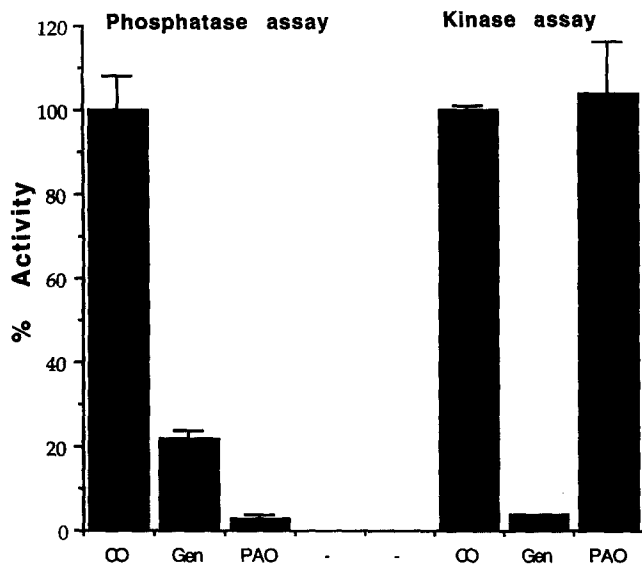 Phosphatase assay Kinase assay
120
100
80
60
40
20
0
% Activity
CO Gen PAO - - CO Gen PAO